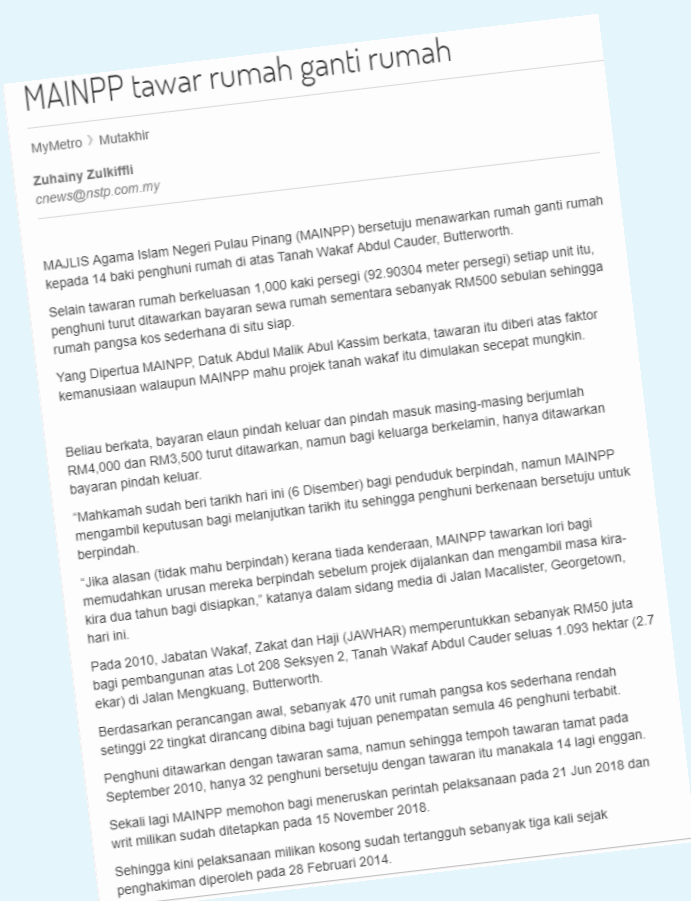 MAINPP tawar rumah ganti rumah
MyMetro 》 Mutakhir
Zuhainy Zulkiffli
cnews@nstp.com.my
MAJLIS Agama Islam Negeri Pulau Pinang (MAINPP) bersetuju menawarkan rumah ganti rumah
kepada 14 baki penghuni rumah di atas Tanah Wakaf Abdul Cauder, Butterworth.
Selain tawaran rumah berkeluasan 1,000 kaki persegi (92.90304 meter persegi) setiap unit itu,
penghuni turut ditawarkan bayaran sewa rumah sementara sebanyak RM500 sebulan sehingga
rumah pangsa kos sederhana di situ siap.
Yang Dipertua MAINPP, Datuk Abdul Malik Abul Kassim berkata, tawaran itu diberi atas faktor
kemanusiaan walaupun MAINPP mahu projek tanah wakaf itu dimulakan secepat mungkin.
Beliau berkata, bayaran elaun pindah keluar dan pindah masuk masing-masing berjumlah
RM4,000 dan RM3,500 turut ditawarkan, namun bagi keluarga berkelamin, hanya ditawarkan
bayaran pindah keluar.
“Mahkamah sudah beri tarikh hari ini (6 Disember) bagi penduduk berpindah, namun MAINPP
mengambil keputusan bagi melanjutkan tarikh itu sehingga penghuni berkenaan bersetuju untuk
berpindah.
“Jika alasan (tidak mahu berpindah) kerana tiada kenderaan, MAINPP tawarkan lori bagi
memudahkan urusan mereka berpindah sebelum projek dijalankan dan mengambil masa kira-
kira dua tahun bagi disiapkan,” katanya dalam sidang media di Jalan Macalister, Georgetown,
hari ini.
Pada 2010, Jabatan Wakaf, Zakat dan Haji (JAWHAR) memperuntukkan sebanyak RM50 juta
bagi pembangunan atas Lot 208 Seksyen 2, Tanah Wakaf Abdul Cauder seluas 1.093 hektar (2.7
ekar) di Jalan Mengkuang, Butterworth.
Berdasarkan perancangan awal, sebanyak 470 unit rumah pangsa kos sederhana rendah
setinggi 22 tingkat dirancang dibina bagi tujuan penempatan semula 46 penghuni terbabit.
Penghuni ditawarkan dengan tawaran sama, namun sehingga tempoh tawaran tamat pada
September 2010, hanya 32 penghuni bersetuju dengan tawaran itu manakala 14 lagi enggan.
Sekali lagi MAINPP memohon bagi meneruskan perintah pelaksanaan pada 21 Jun 2018 dan
writ milikan sudah ditetapkan pada 15 November 2018.
Sehingga kini pelaksanaan milikan kosong sudah tertangguh sebanyak tiga kali sejak
penghakiman diperoleh pada 28 Februari 2014.